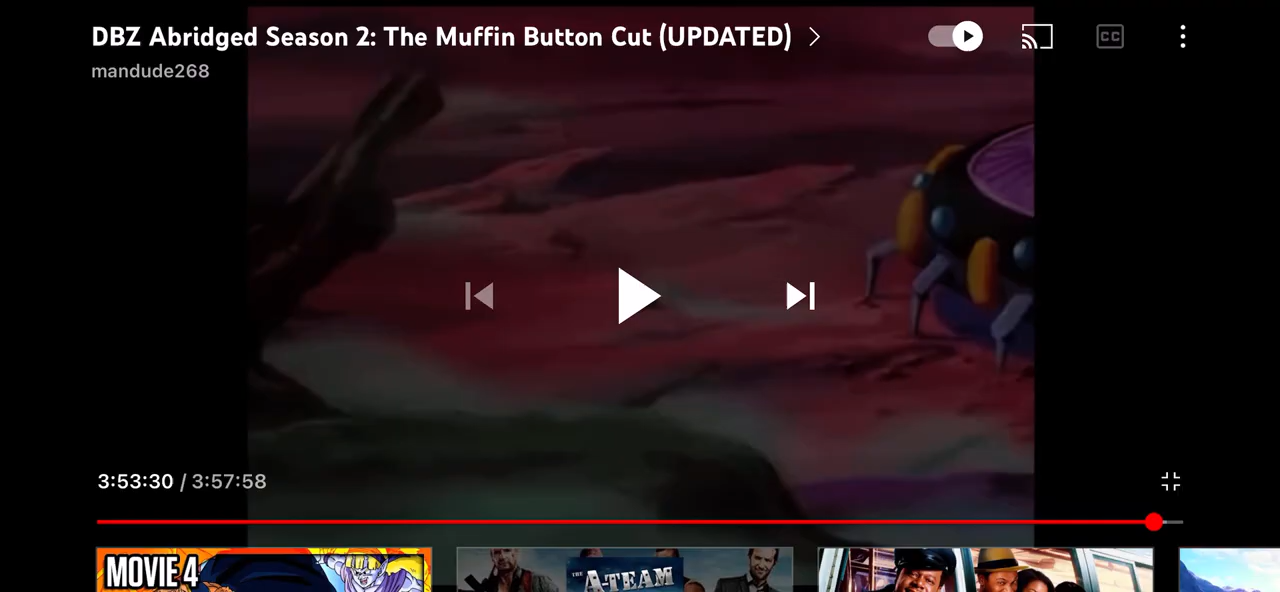 DBZ Abridged Season 2: The Muffin Button Cut (UPDATED)
mandude268
CC
3:53:30 / 3:57:58
MOVIE 4
THE A-TEAM